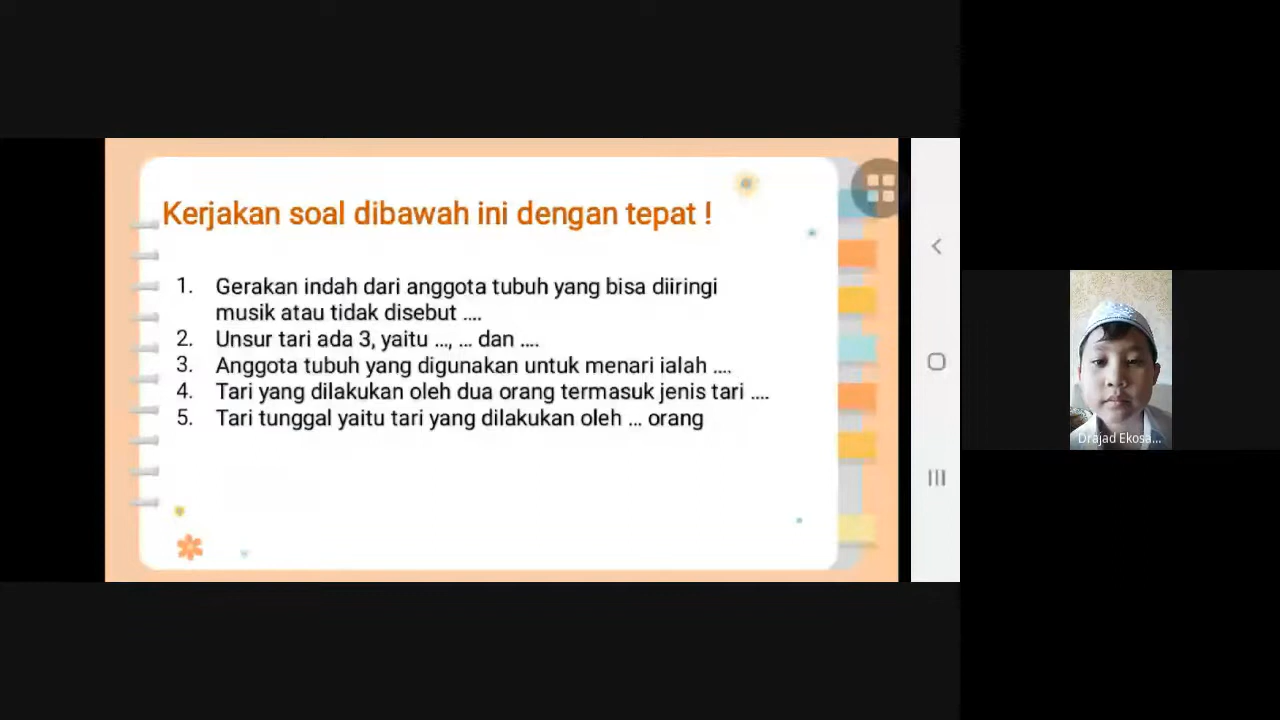 Kerjakan soal dibawah ini dengan tepat !
1. Gerakan indah dari anggota tubuh yang bisa diiringi
musik atau tidak disebut ....
2. Unsur tari ada 3, yaitu ..., ... dan ....
3. Anggota tubuh yang digunakan untuk menari ialah ....
4. Tari yang dilakukan oleh dua orang termasuk jenis tari ....
5. Tari tunggal yaitu tari yang dilakukan oleh ... orang
Drajad Ekosa...